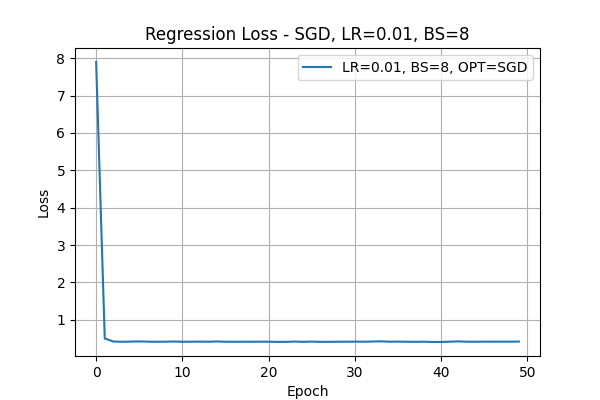 Regression Loss - SGD, LR=0.01, BS=8
LR=0.01, BS=8, OPT=SGD
8
7
6
5
4
3
2
1
Loss
0 10 20 30 40 50
Epoch